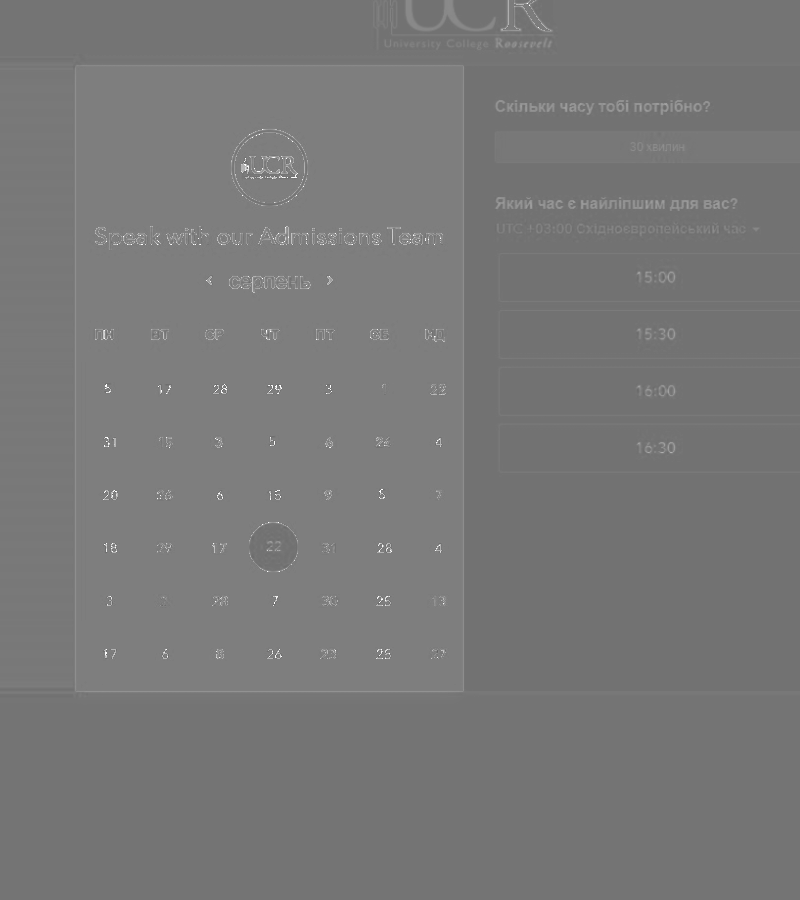 UCR
University College Roosevelt
UCR
Speak with our Admissions Team
‹ серпень ›
ПН ВТ СР ЧТ ПТ СБ НД
5 17 28 29 3 1 22
31 15 3 5 6 26 4
20 26 6 15 9 5 7
18 29 17 22 31 28 4
3 1 28 7 30 25 13
17 6 8 26 23 25 27
Скільки часу тобі потрібно?
30 хвилин
Який час є найліпшим для вас?
UTC +03:00 Східноєвропейський час
15:00
15:30
16:00
16:30